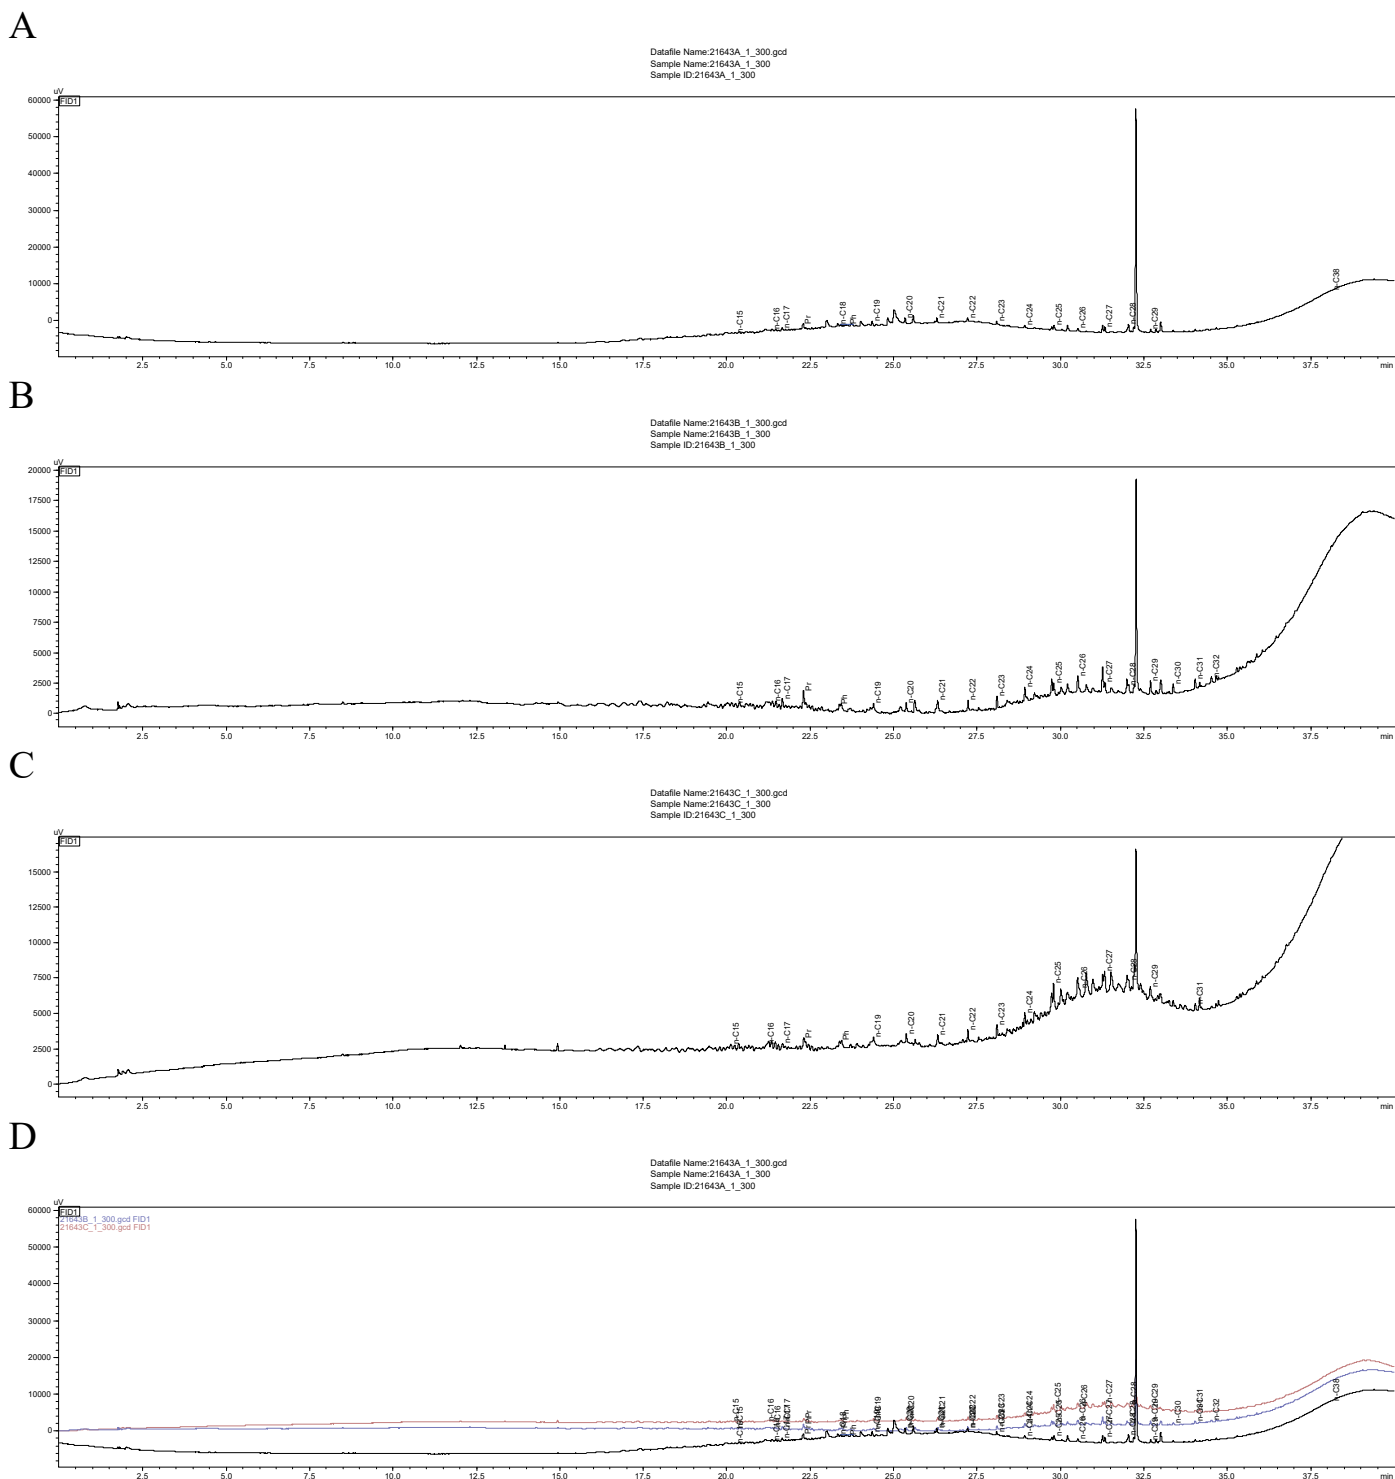 A
Datafile Name:21643A_1_300.gcd
Sample Name:21643A_1_300
Sample ID:21643A_1_300
uV
FID1
60000
50000
40000
30000
20000
10000
0
n-C15 n-C16 n-C17 Pr n-C18 Ph n-C19 n-C20 n-C21 n-C22 n-C23 n-C24 n-C25 n-C26 n-C27 n-C28 n-C29 n-C38
2.5 5.0 7.5 10.0 12.5 15.0 17.5 20.0 22.5 25.0 27.5 30.0 32.5 35.0 37.5 min
B
Datafile Name:21643B_1_300.gcd
Sample Name:21643B_1_300
Sample ID:21643B_1_300
uV
FID1
20000
17500
15000
12500
10000
7500
5000
2500
0
n-C15 n-C16 n-C17 Pr Ph n-C19 n-C20 n-C21 n-C22 n-C23 n-C24 n-C25 n-C26 n-C27 n-C28 n-C29 n-C30 n-C31 n-C32
2.5 5.0 7.5 10.0 12.5 15.0 17.5 20.0 22.5 25.0 27.5 30.0 32.5 35.0 37.5 min
C
Datafile Name:21643C_1_300.gcd
Sample Name:21643C_1_300
Sample ID:21643C_1_300
uV
FID1
15000
12500
10000
7500
5000
2500
0
n-C15 n-C16 n-C17 Pr Ph n-C19 n-C20 n-C21 n-C22 n-C23 n-C24 n-C25 n-C26 n-C27 n-C28 n-C29 n-C31
2.5 5.0 7.5 10.0 12.5 15.0 17.5 20.0 22.5 25.0 27.5 30.0 32.5 35.0 37.5 min
D
Datafile Name:21643A_1_300.gcd
Sample Name:21643A_1_300
Sample ID:21643A_1_300
uV
FID1
21643B_1_300.gcd FID1
21643C_1_300.gcd FID1
60000
50000
40000
30000
20000
10000
0
n-C30 n-C32 n-C38
2.5 5.0 7.5 10.0 12.5 15.0 17.5 20.0 22.5 25.0 27.5 30.0 32.5 35.0 37.5 min